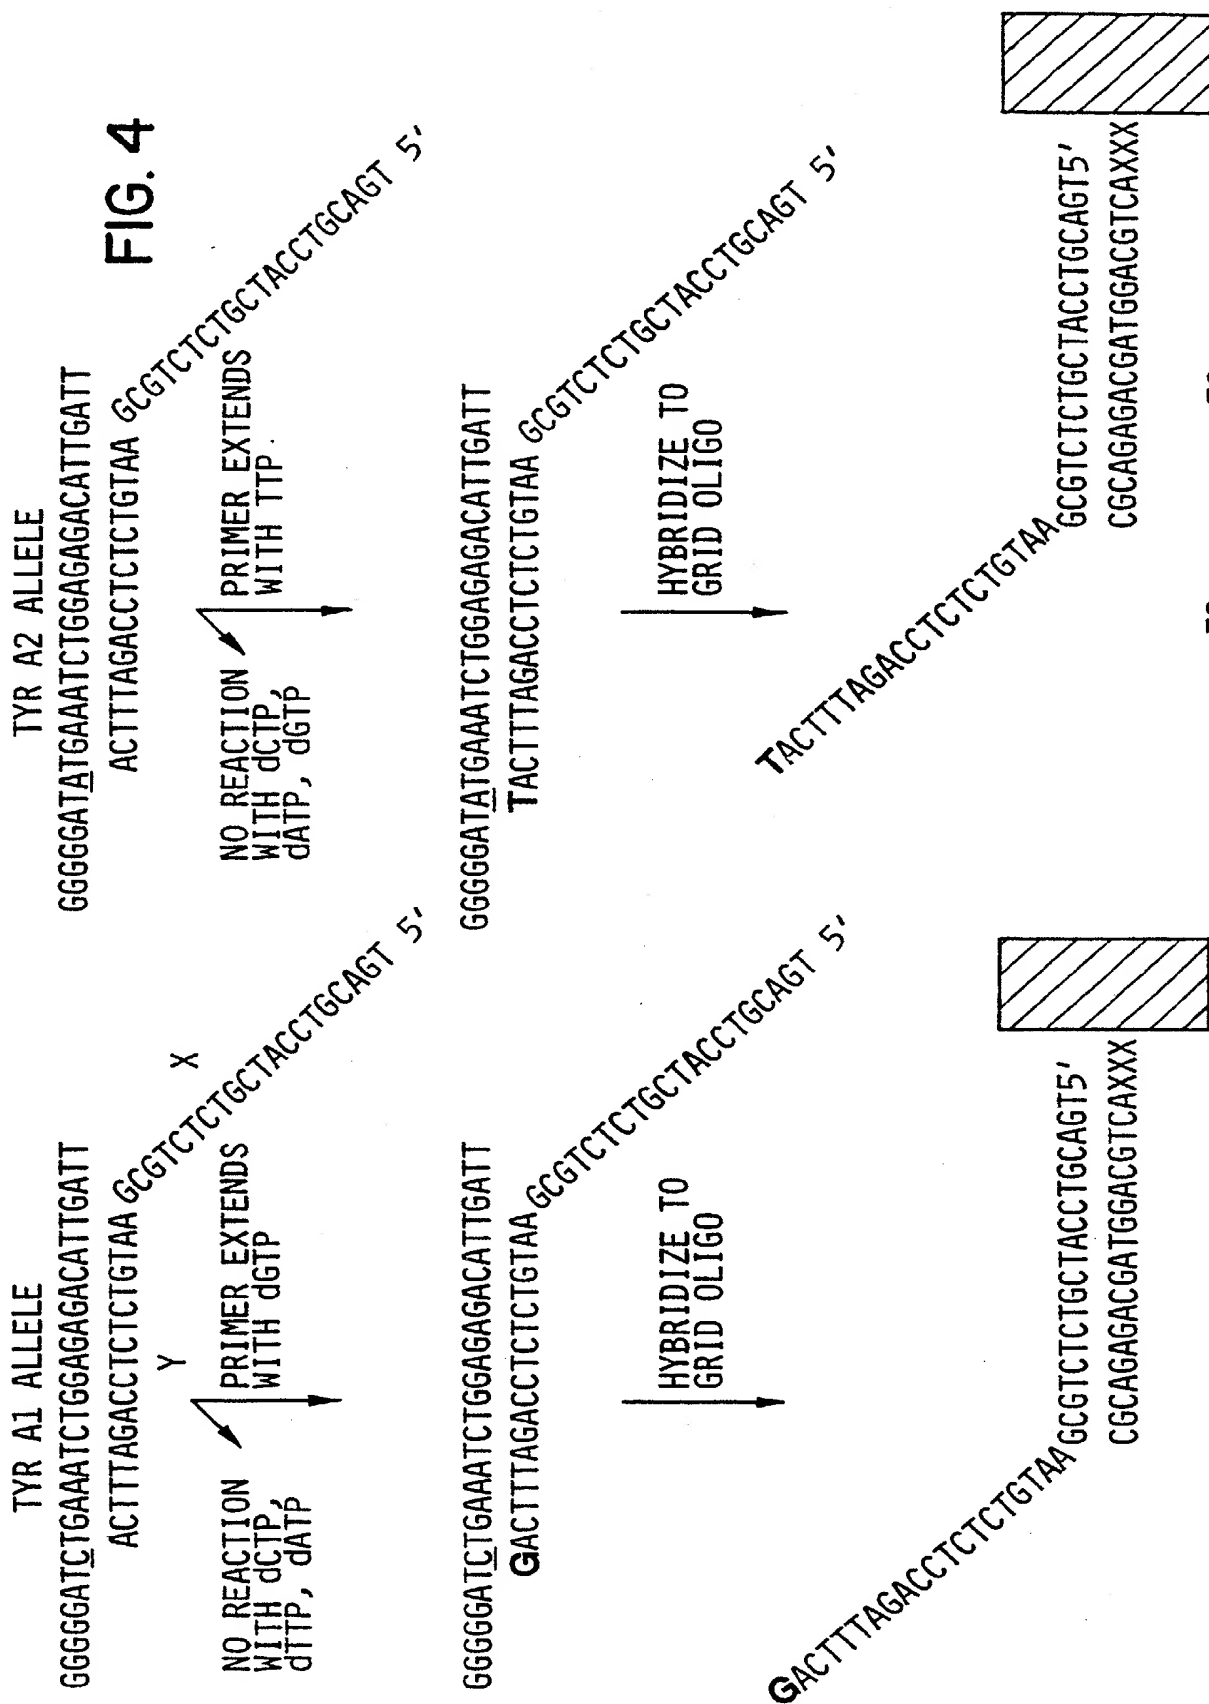 FIG. 4
TYR A1 ALLELE
GGGGGATCTGAAATCTGGAGAGACATTGATT
ACTTTAGACCTCTCTGTAA
GCGTCTCTGCTACCTGCAGT 5'
Y
X
NO REACTION
WITH dCTP,
dTTP, dATP
PRIMER EXTENDS
WITH dGTP
GGGGGATCTGAAATCTGGAGAGACATTGATT
GACTTTAGACCTCTCTGTAA
GCGTCTCTGCTACCTGCAGT 5'
HYBRIDIZE TO
GRID OLIGO
GACTTTAGACCTCTCTGTAA
GCGTCTCTGCTACCTGCAGT5'
CGCAGAGACGATGGACGTCAXXX
TYR A2 ALLELE
GGGGGATATGAAATCTGGAGAGACATTGATT
ACTTTAGACCTCTCTGTAA
GCGTCTCTGCTACCTGCAGT 5'
NO REACTION
WITH dCTP,
dATP, dGTP
PRIMER EXTENDS
WITH TTP.
GGGGGATATGAAATCTGGAGAGACATTGATT
TACTTTAGACCTCTCTGTAA
GCGTCTCTGCTACCTGCAGT 5'
HYBRIDIZE TO
GRID OLIGO
TACTTTAGACCTCTCTGTAA
GCGTCTCTGCTACCTGCAGT5'
CGCAGAGACGATGGACGTCAXXX